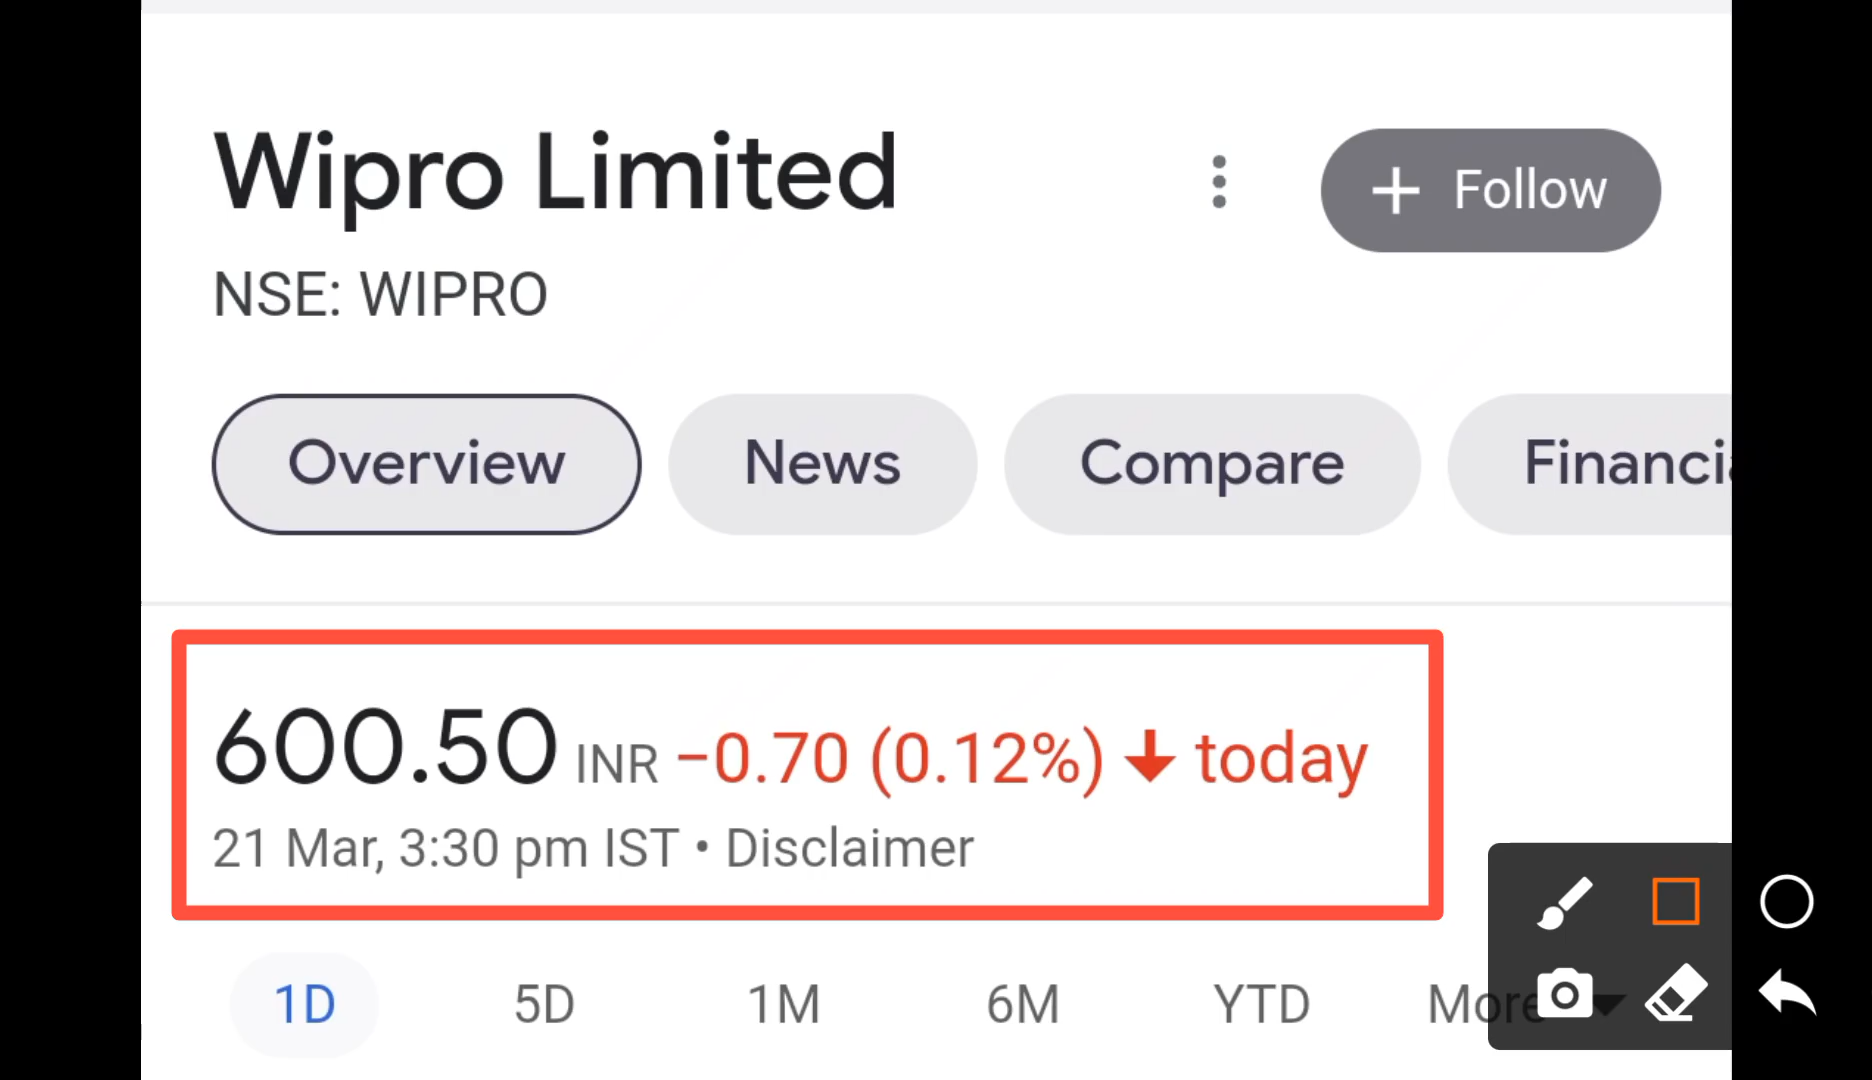 Wipro Limited
+ Follow
NSE: WIPRO
Overview
News
Compare
Financi
600.50 INR −0.70 (0.12%) ↓ today
21 Mar, 3:30 pm IST • Disclaimer
1D
5D
1M
6M
YTD
More